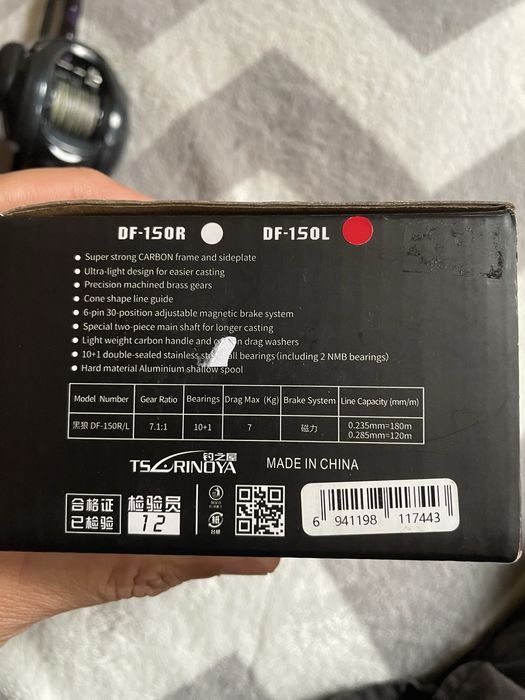 DF-150R DF-150L
Super strong CARBON frame and sideplate
Ultra-light design for easier casting
Precision machined brass gears
Cone shape line guide
6-pin 30-position adjustable magnetic brake system
Special two-piece main shaft for longer casting
Light weight carbon handle and drag washers
10+1 double-sealed stainless ball bearings(including 2 NMB bearings)
Hard material Aluminium shallow spool
Model Number Gear Ratio Bearings Drag Max (Kg) Brake System Line Capacity (mm/m)
黑狼 DF-150R/L 7.1:1 10+1 7 磁力 0.235mm=180m
0.285mm=120m
钓之屋
TSURINOYA MADE IN CHINA
合格证 检验员
已检验 12
6 941198 117443